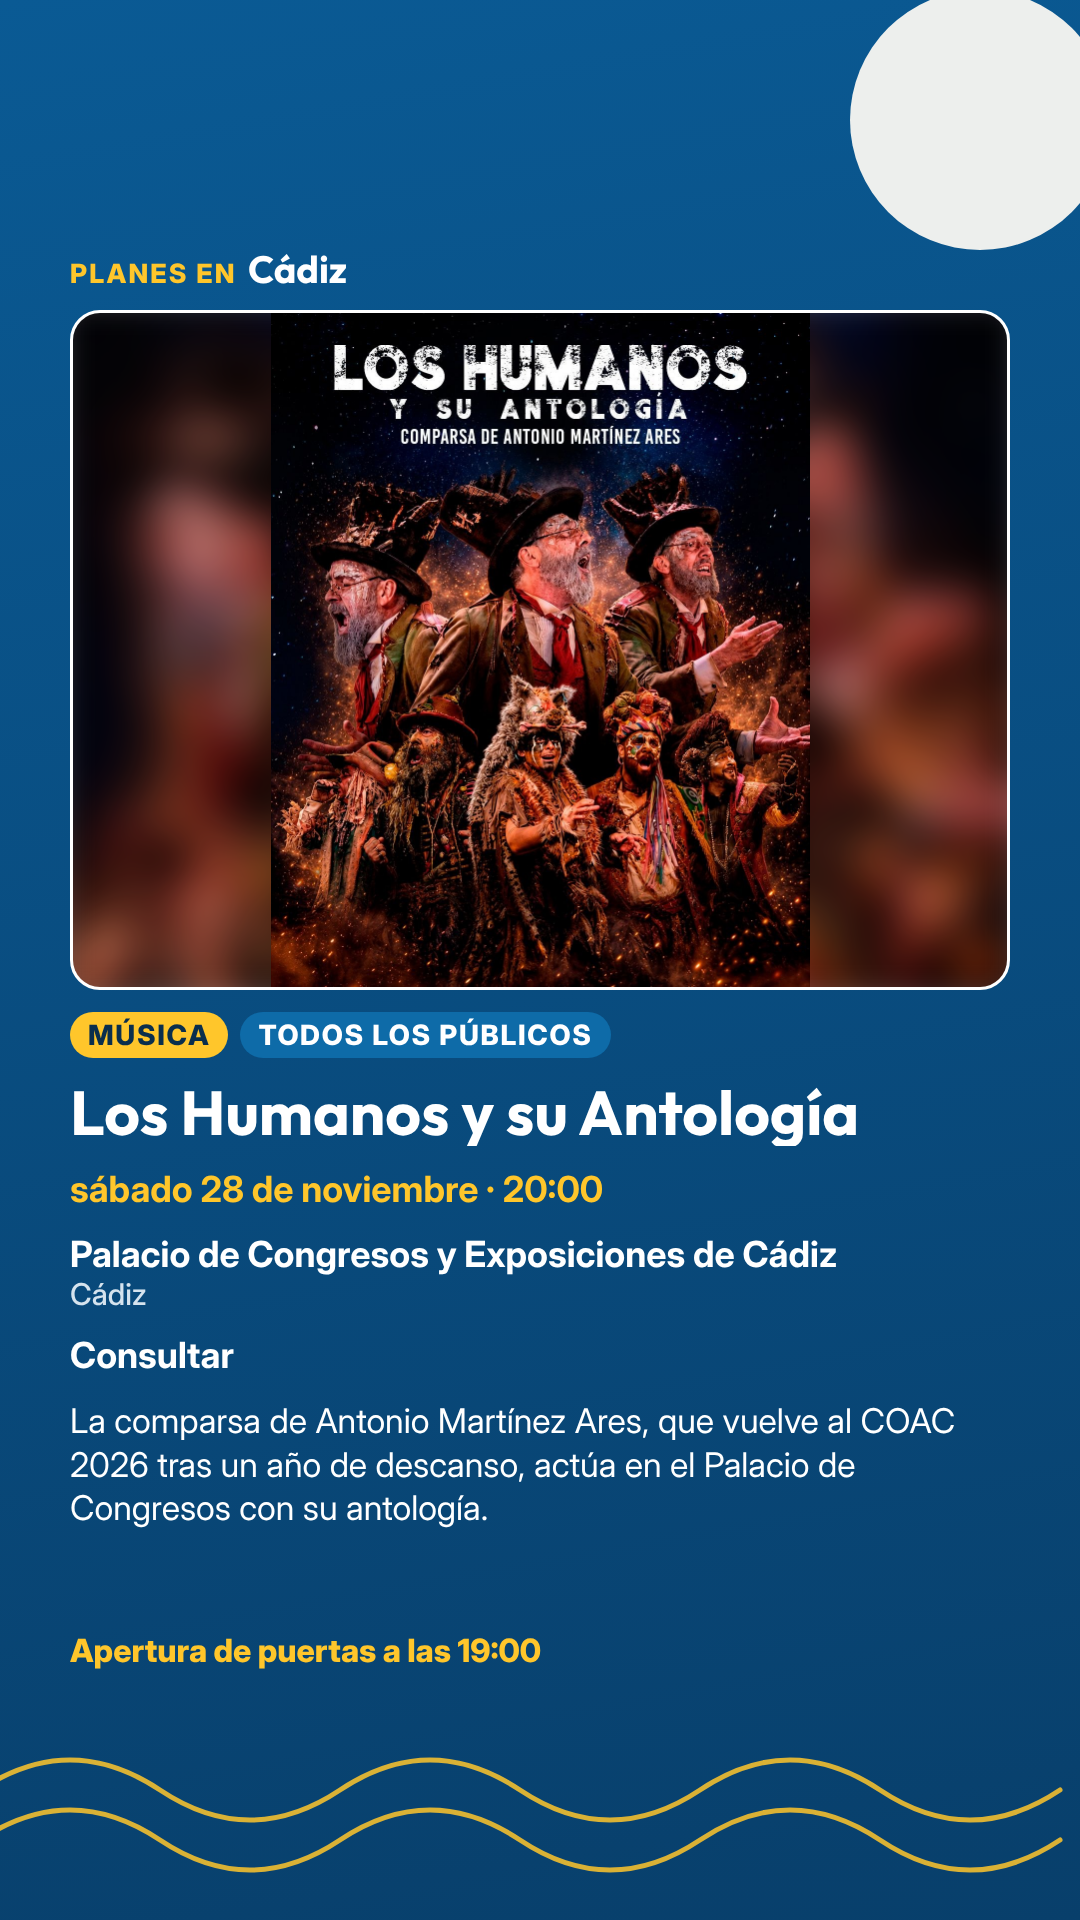 PLANES EN Cádiz
LOS HUMANOS
Y SU ANTOLOGÍA
COMPARSA DE ANTONIO MARTÍNEZ ARES
MÚSICA TODOS LOS PÚBLICOS
Los Humanos y su Antología
sábado 28 de noviembre · 20:00
Palacio de Congresos y Exposiciones de Cádiz
Cádiz
Consultar
La comparsa de Antonio Martínez Ares, que vuelve al COAC
2026 tras un año de descanso, actúa en el Palacio de
Congresos con su antología.
Apertura de puertas a las 19:00